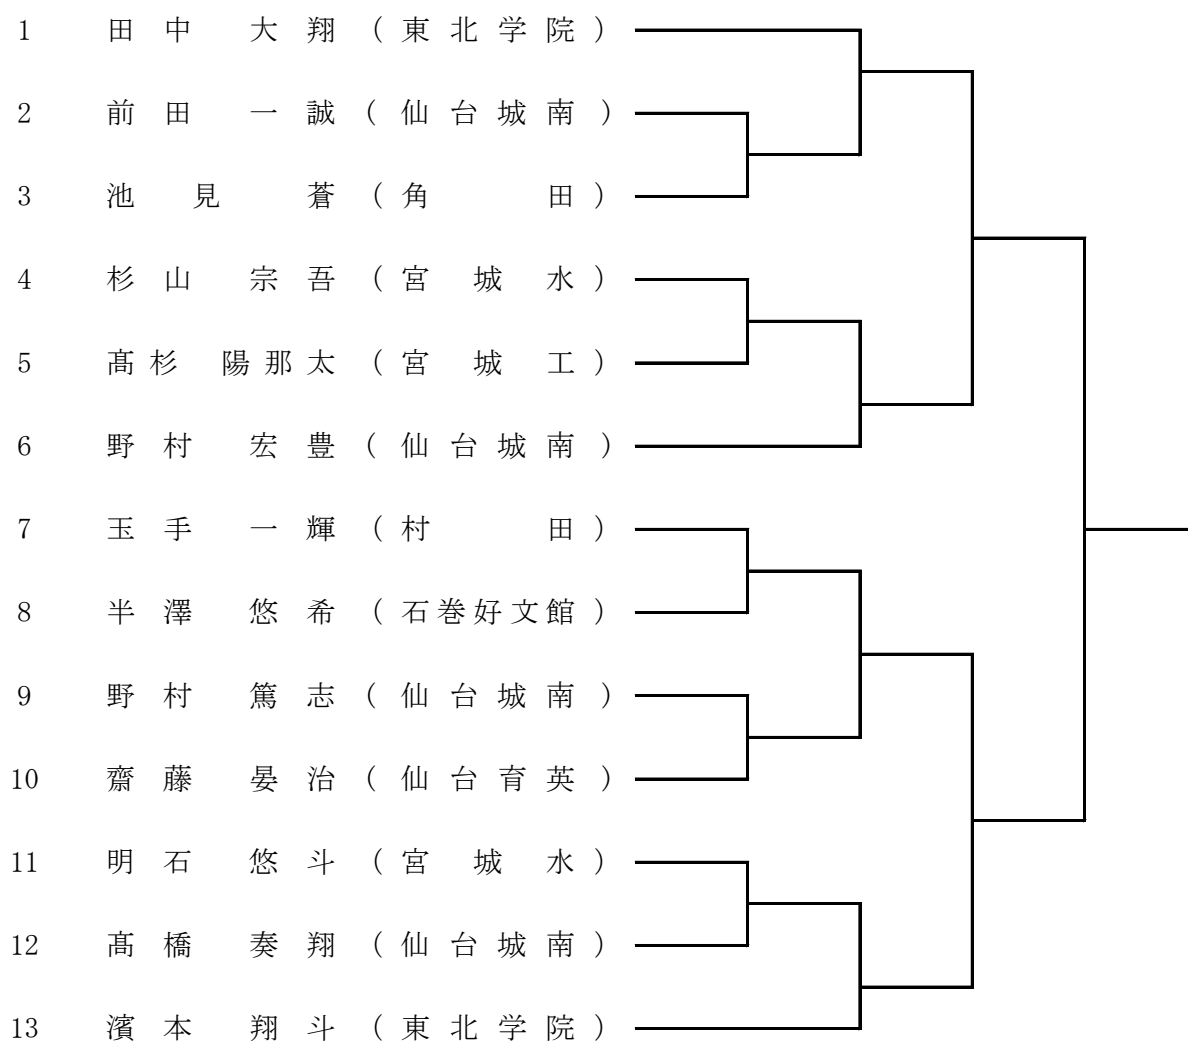 1 田中 大翔 (東北学院)
2 前田 一誠 (仙台城南)
3 池見 蒼 (角田)
4 杉山 宗吾 (宮城水)
5 髙杉 陽那太 (宮城工)
6 野村 宏豊 (仙台城南)
7 玉手 一輝 (村田)
8 半澤 悠希 (石巻好文館)
9 野村 篤志 (仙台城南)
10 齋藤 晏治 (仙台育英)
11 明石 悠斗 (宮城水)
12 髙橋 奏翔 (仙台城南)
13 濱本 翔斗 (東北学院)